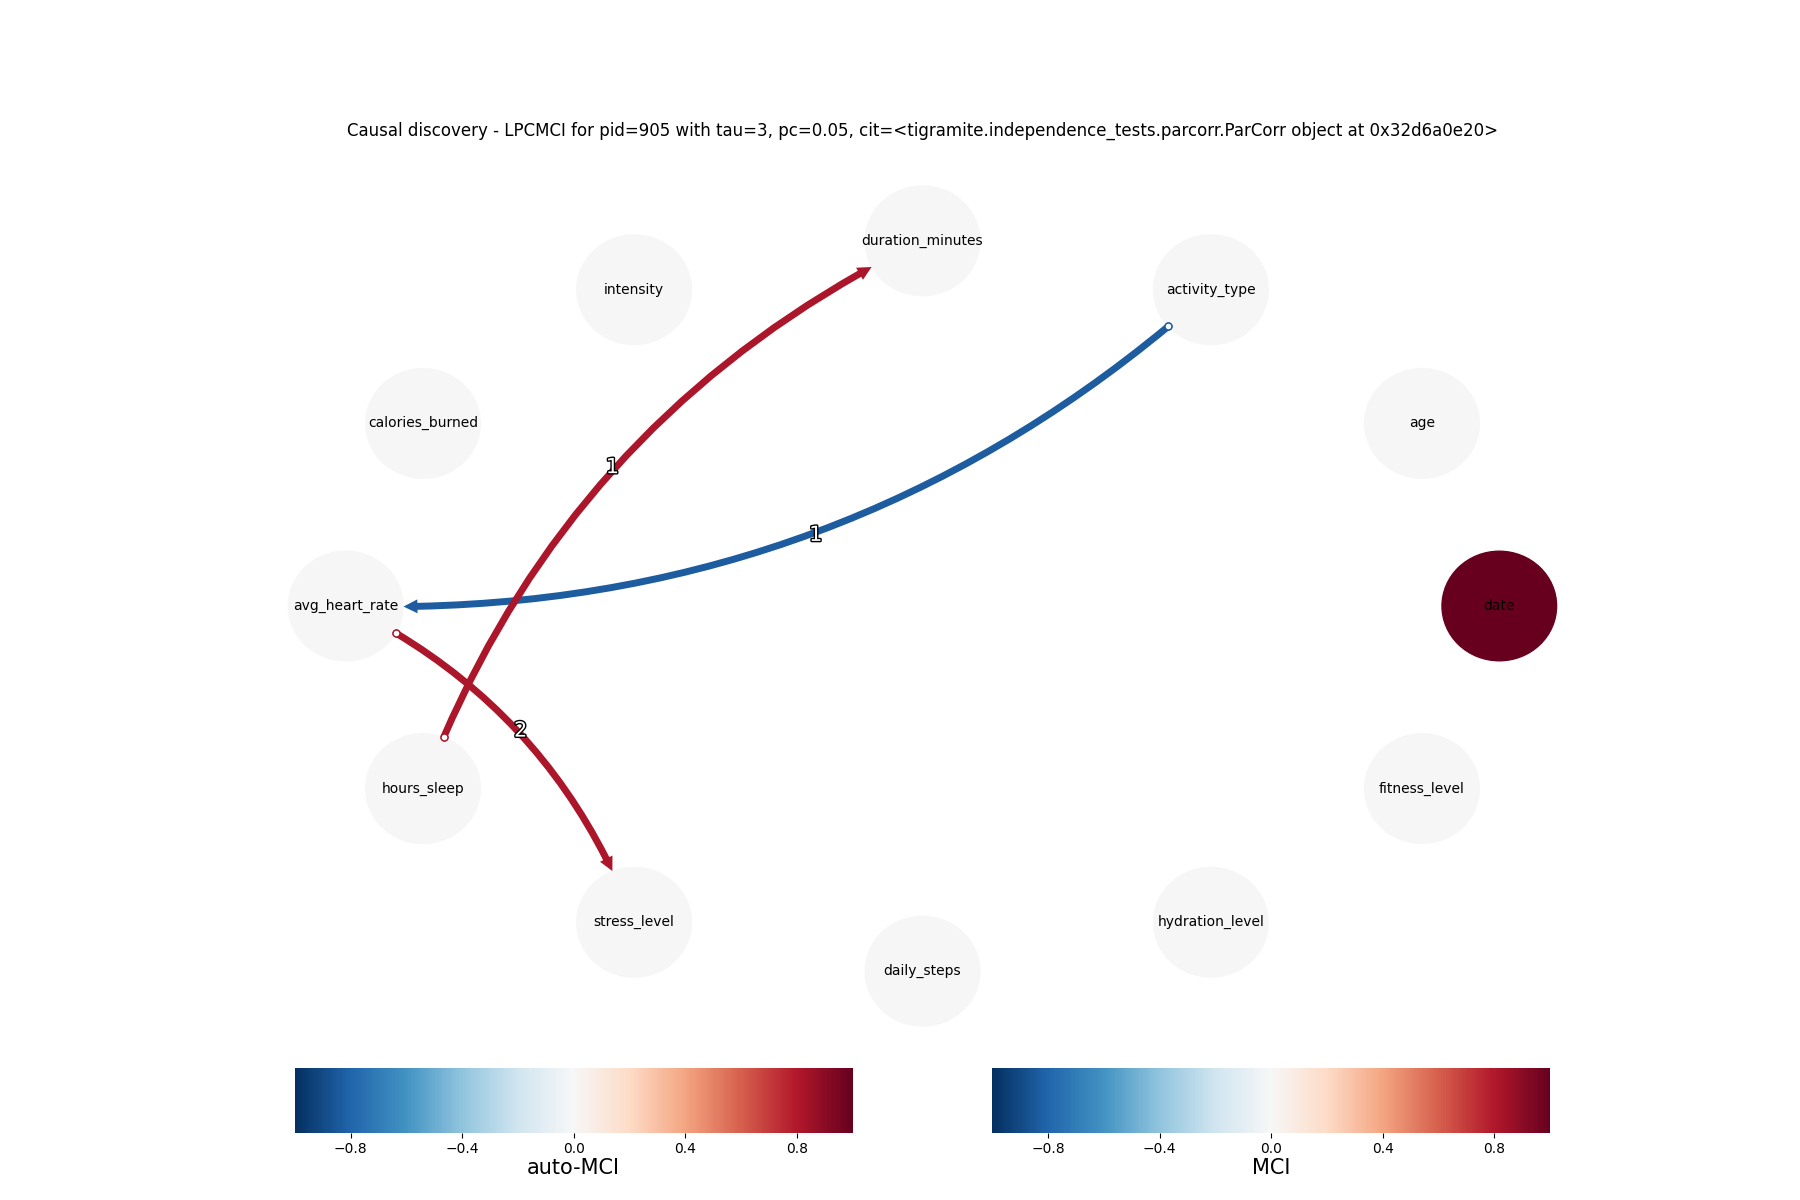 Causal discovery - LPCMCI for pid=905 with tau=3, pc=0.05, cit=<tigramite.independence_tests.parcorr.ParCorr object at 0x32d6a0e20>
duration_minutes
intensity
activity_type
calories_burned
age
1
1
avg_heart_rate
date
2
hours_sleep
fitness_level
stress_level
hydration_level
daily_steps
−0.8 −0.4 0.0 0.4 0.8
auto-MCI
−0.8 −0.4 0.0 0.4 0.8
MCI